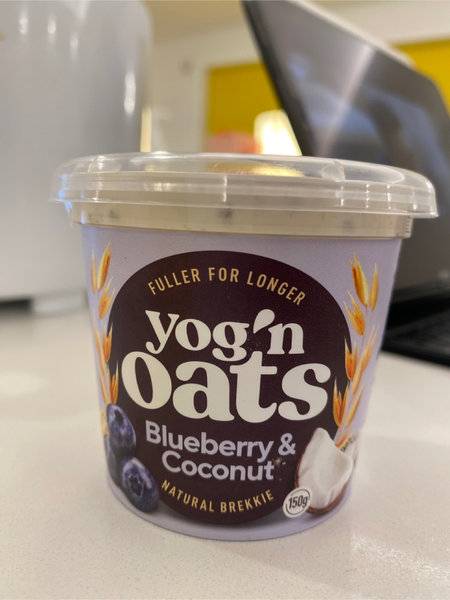 FULLER FOR LONGER
yog'n
oats
Blueberry &
Coconut
NATURAL BREKKIE
150g